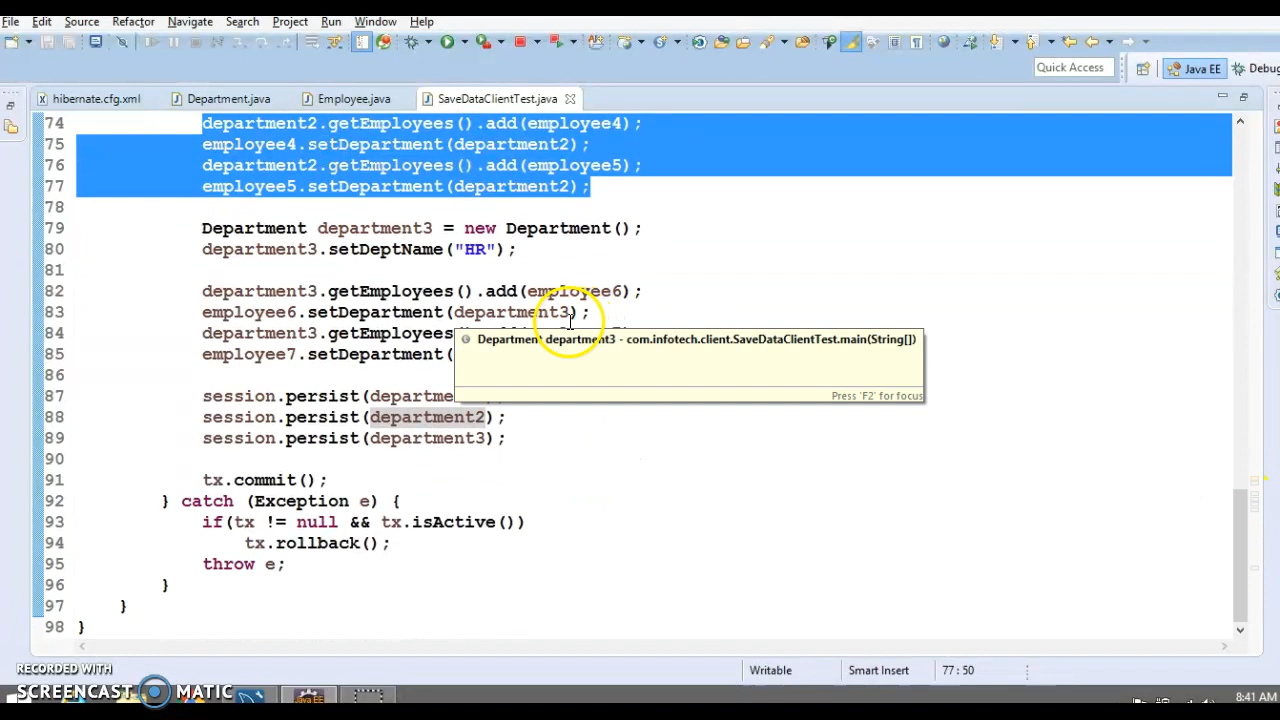 File Edit Source Refactor Navigate Search Project Run Window Help
Quick Access Java EE Debug
hibernate.cfg.xml Department.java Employee.java SaveDataClientTest.java
74 department2.getEmployees().add(employee4);
75 employee4.setDepartment(department2);
76 department2.getEmployees().add(employee5);
77 employee5.setDepartment(department2);
78
79 Department department3 = new Department();
80 department3.setDeptName("HR");
81
82 department3.getEmployees().add(employee6);
83 employee6.setDepartment(department3);
84 department3.getEmployees
Department department3 - com.infotech.client.SaveDataClientTest.main(String[])
85 employee7.setDepartment(
86
Press 'F2' for focus
87 session.persist(departme
88 session.persist(department2);
89 session.persist(department3);
90
91 tx.commit();
92 } catch (Exception e) {
93 if(tx != null && tx.isActive())
94 tx.rollback();
95 throw e;
96 }
97 }
98 }
Writable Smart Insert 77 : 50
RECORDED WITH
SCREENCAST MATIC
8:41 AM